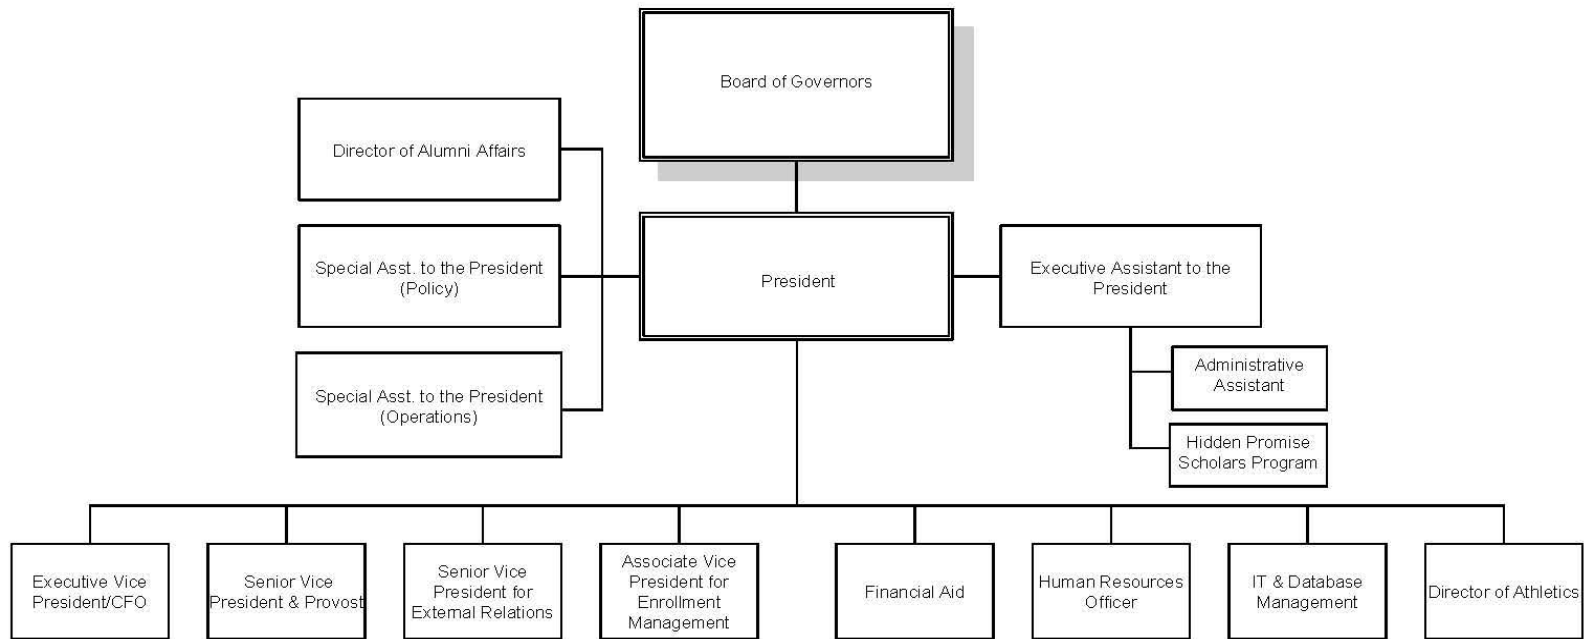 Board of Governors
Director of Alumni Affairs
Special Asst. to the President
(Policy)
President
Executive Assistant to the
President
Special Asst. to the President
(Operations)
Administrative
Assistant
Hidden Promise
Scholars Program
Executive Vice
President/CFO
Senior Vice
President & Provost
Senior Vice
President for
External Relations
Associate Vice
President for
Enrollment
Management
Financial Aid
Human Resources
Officer
IT & Database
Management
Director of Athletics